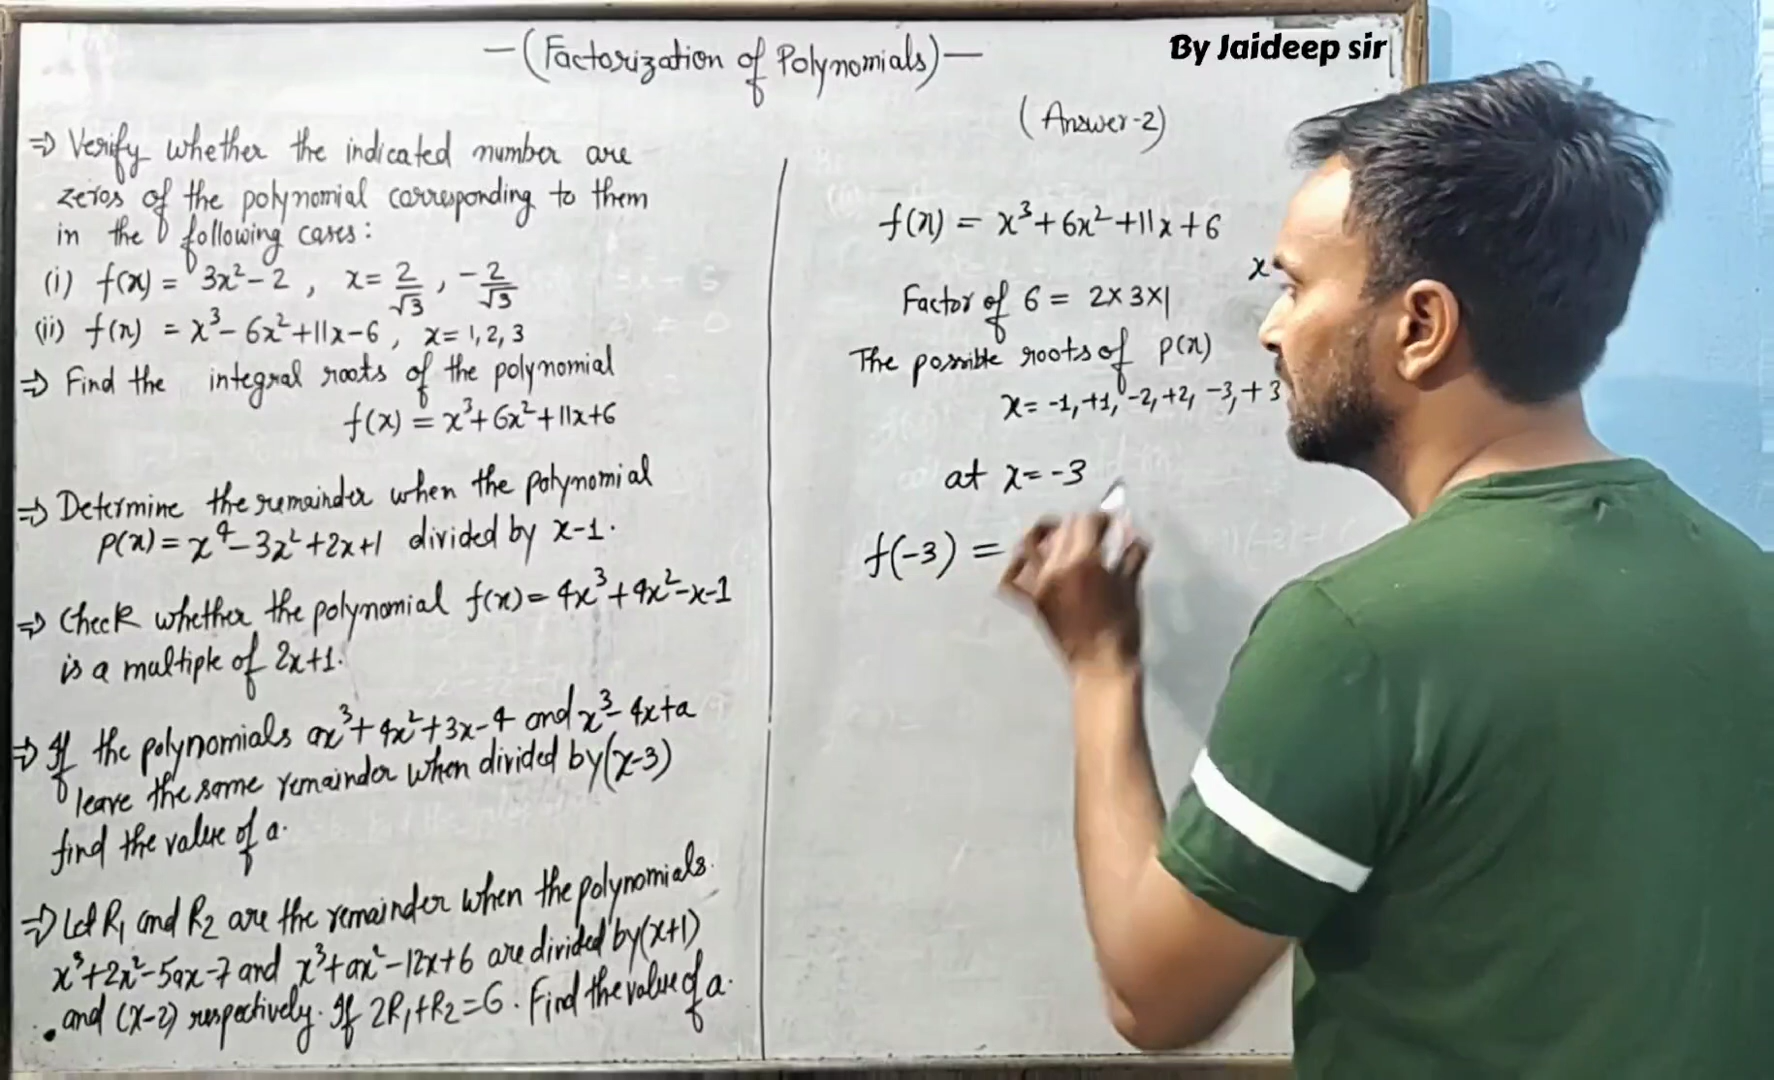 —(Factorization of Polynomials)—
By Jaideep sir
⇒ Verify whether the indicated number are
zeros of the polynomial corresponding to them
in the following cases:
(i) f(x) = 3x²-2 , x= 2/√3 , -2/√3
(ii) f(x) = x³-6x²+11x-6 , x=1,2,3
⇒ Find the integral roots of the polynomial
f(x) = x³+6x²+11x+6
⇒ Determine the remainder when the polynomial
p(x)=x⁴-3x²+2x+1 divided by x-1.
⇒ Check whether the polynomial f(x)=4x³+4x²-x-1
is a multiple of 2x+1.
⇒ If the polynomials ax³+4x²+3x-4 and x³-4x+a
leave the same remainder when divided by (x-3)
find the value of a.
⇒ Let R₁ and R₂ are the remainder when the polynomials.
x³+2x²-5ax-7 and x³+ax²-12x+6 are divided by (x+1)
and (x-2) respectively. If 2R₁+R₂=6. Find the value of a.
(Answer-2)
f(x) = x³+6x²+11x+6
x
Factor of 6 = 2×3×1
The possible roots of p(x)
x= -1,+1,-2,+2,-3,+3
at x=-3
f(-3) =